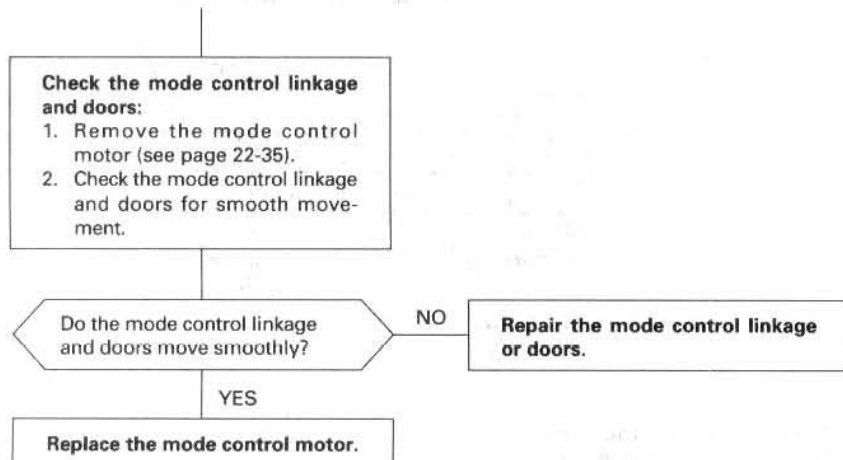 Check the mode control linkage
and doors:
1. Remove the mode control
motor (see page 22-35).
2. Check the mode control linkage
and doors for smooth move-
ment.
Do the mode control linkage
and doors move smoothly?
NO
Repair the mode control linkage
or doors.
YES
Replace the mode control motor.